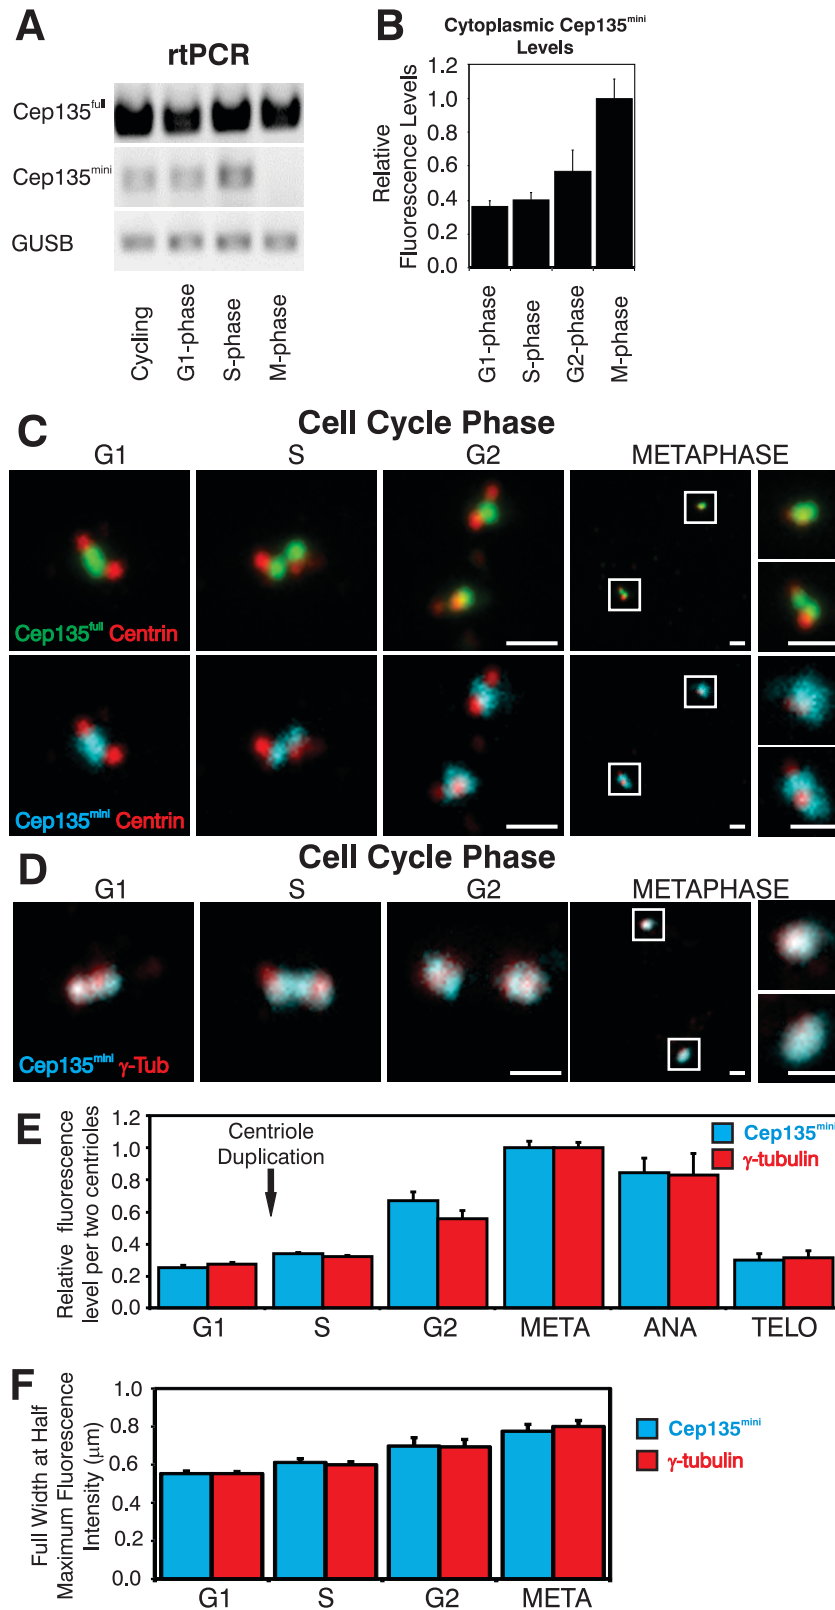 A
rtPCR
Cep135full
Cep135mini
GUSB
Cycling
G1-phase
S-phase
M-phase
B
Cytoplasmic Cep135mini
Levels
Relative
Fluorescence Levels
1.2
1.0
0.8
0.6
0.4
0.2
0.0
G1-phase
S-phase
G2-phase
M-phase
C
Cell Cycle Phase
G1 S G2 METAPHASE
Cep135full Centrin
Cep135mini Centrin
D
Cell Cycle Phase
G1 S G2 METAPHASE
Cep135mini γ-Tub
E
Relative fluorescence
level per two centrioles
1.2
1.0
0.8
0.6
0.4
0.2
0.0
Centriole
Duplication
Cep135mini
γ-tubulin
G1 S G2 META ANA TELO
F
Full Width at Half
Maximum Fluorescence
Intensity (μm)
1.0
0.8
0.6
0.4
0.2
0.0
Cep135mini
γ-tubulin
G1 S G2 META